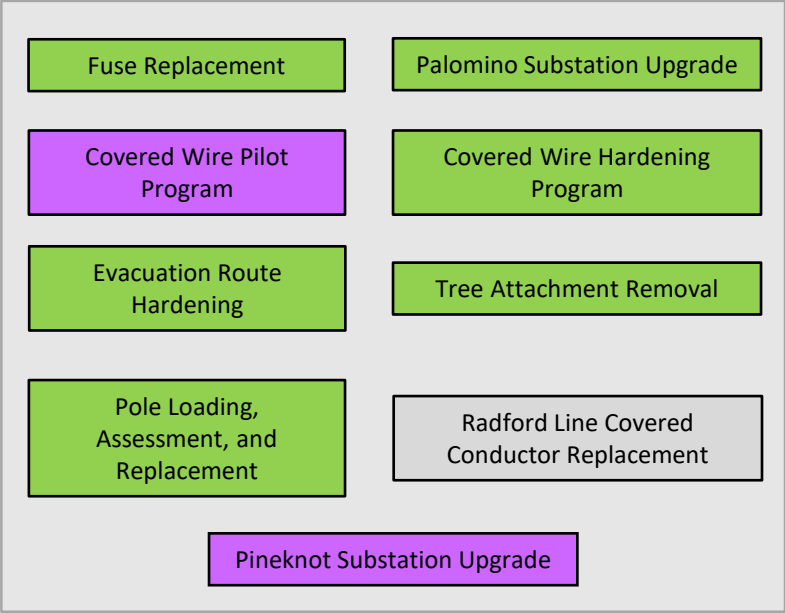 Fuse Replacement
Palomino Substation Upgrade
Covered Wire Pilot
Program
Covered Wire Hardening
Program
Evacuation Route
Hardening
Tree Attachment Removal
Pole Loading,
Assessment, and
Replacement
Radford Line Covered
Conductor Replacement
Pineknot Substation Upgrade